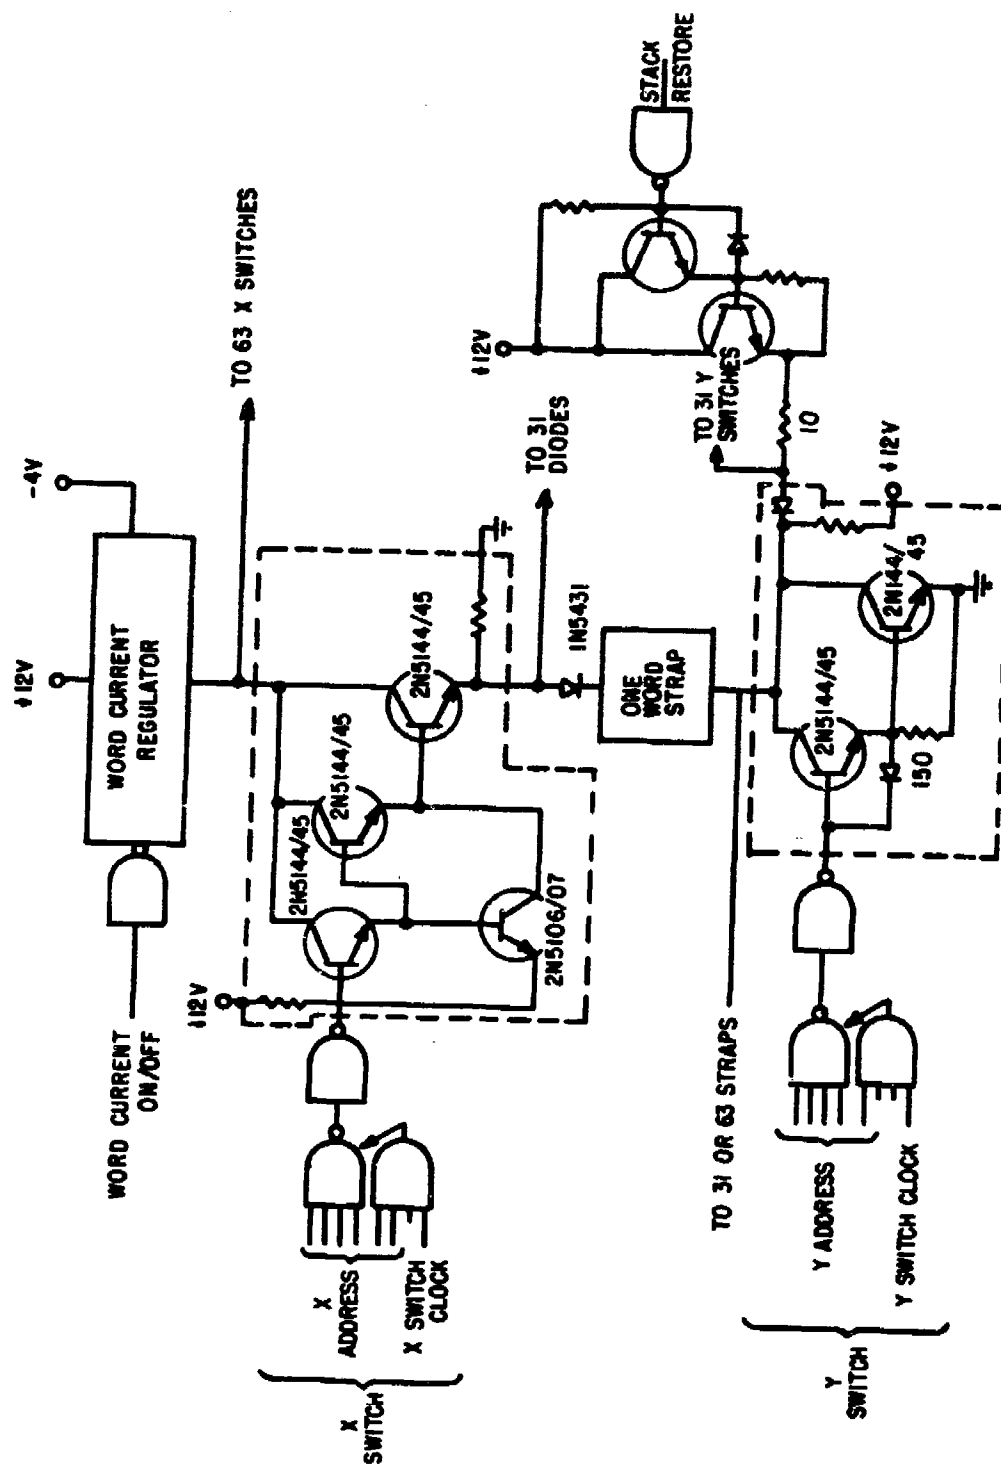 WORD CURRENT
ON/OFF
+12V
-4V
WORD CURRENT
REGULATOR
TO 63 X SWITCHES
X
SWITCH
X
ADDRESS
X SWITCH
CLOCK
+12V
2N5144/45
2N5144/45
2N5144/45
2N5106/07
TO 31
DIODES
1N5431
ONE
WORD
STRAP
TO 31 OR 63 STRAPS
+12V
STACK
RESTORE
TO 31 Y
SWITCHES
10
+12V
Y
SWITCH
Y ADDRESS
Y SWITCH CLOCK
2N5144/45
150
2N144/
45